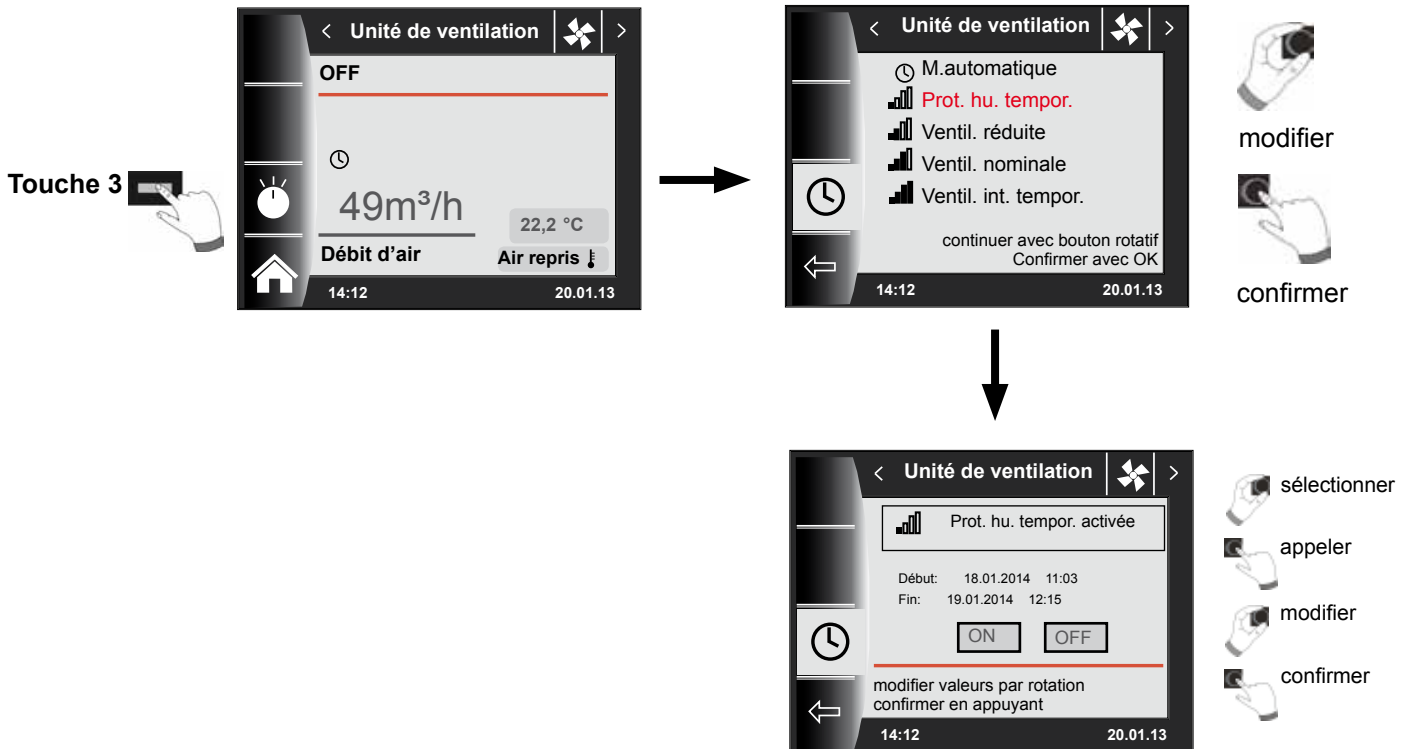 Touche 3
< Unité de ventilation >
OFF
49m³/h
22,2 °C
Débit d'air
Air repris
14:12 20.01.13
< Unité de ventilation >
M.automatique
Prot. hu. tempor.
Ventil. réduite
Ventil. nominale
Ventil. int. tempor.
continuer avec bouton rotatif
Confirmer avec OK
14:12 20.01.13
modifier
confirmer
< Unité de ventilation >
Prot. hu. tempor. activée
Début: 18.01.2014 11:03
Fin: 19.01.2014 12:15
ON OFF
modifier valeurs par rotation
confirmer en appuyant
14:12 20.01.13
sélectionner
appeler
modifier
confirmer